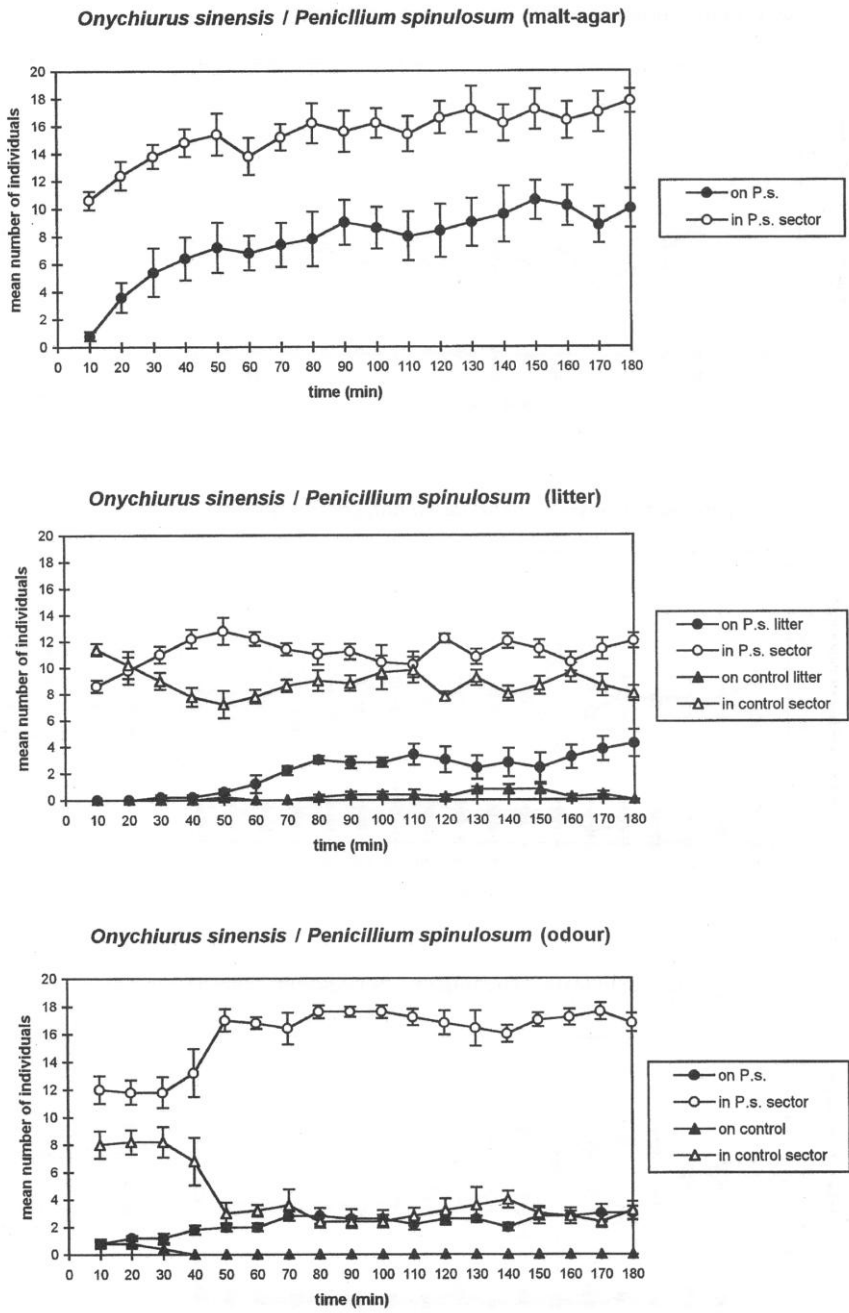 Onychiurus sinensis / Penicllium spinulosum (malt-agar)
20
18
16
14
12
10
8
6
4
2
0
mean number of individuals
0 10 20 30 40 50 60 70 80 90 100 110 120 130 140 150 160 170 180
time (min)
on P.s.
in P.s. sector
Onychiurus sinensis / Penicillium spinulosum (litter)
20
18
16
14
12
10
8
6
4
2
0
mean number of individuals
0 10 20 30 40 50 60 70 80 90 100 110 120 130 140 150 160 170 180
time (min)
on P.s. litter
in P.s. sector
on control litter
in control sector
Onychiurus sinensis / Penicillium spinulosum (odour)
20
18
16
14
12
10
8
6
4
2
0
mean number of individuals
0 10 20 30 40 50 60 70 80 90 100 110 120 130 140 150 160 170 180
time (min)
on P.s.
in P.s. sector
on control
in control sector